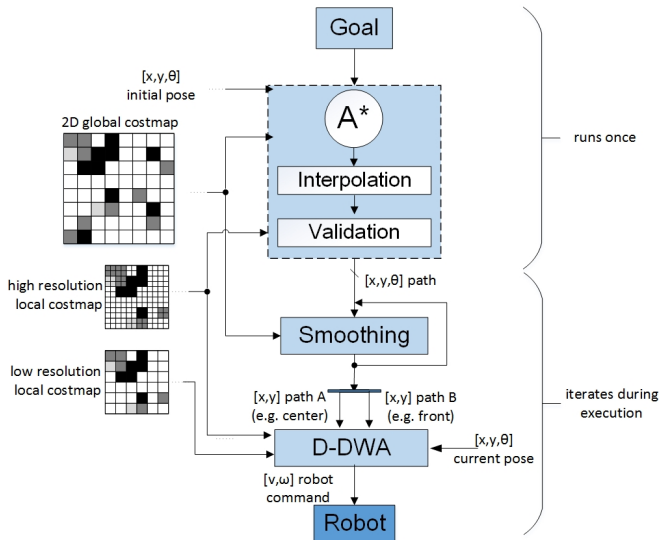 Goal
[x,y,θ]
initial pose
2D global costmap
A*
runs once
Interpolation
Validation
high resolution
local costmap
[x,y,θ] path
Smoothing
low resolution
local costmap
[x,y] path A
(e.g. center)
[x,y] path B
(e.g. front)
iterates during
execution
D-DWA
[x,y,θ]
current pose
[v,ω] robot
command
Robot